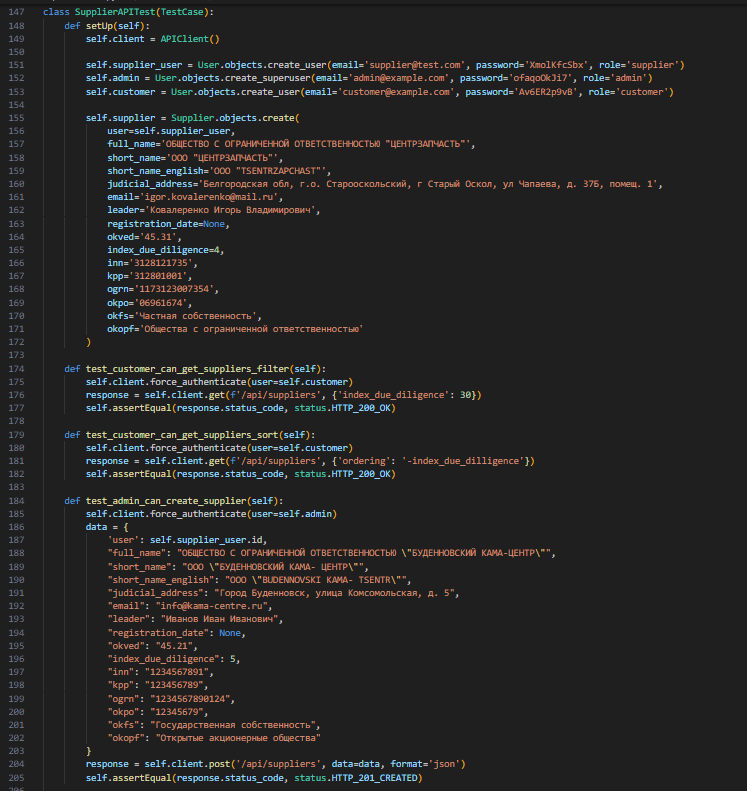 147 class SupplierAPITest(TestCase):
148 def setUp(self):
149 self.client = APIClient()
150
151 self.supplier_user = User.objects.create_user(email='supplier@test.com', password='XmolKfcSbx', role='supplier')
152 self.admin = User.objects.create_superuser(email='admin@example.com', password='ofaqoOkJi7', role='admin')
153 self.customer = User.objects.create_user(email='customer@example.com', password='Av6ER2p9vB', role='customer')
154
155 self.supplier = Supplier.objects.create(
156 user=self.supplier_user,
157 full_name='ОБЩЕСТВО С ОГРАНИЧЕННОЙ ОТВЕТСТВЕННОСТЬЮ "ЦЕНТРЗАПЧАСТЬ"',
158 short_name='ООО "ЦЕНТРЗАПЧАСТЬ"',
159 short_name_english='OOO "TSENTRZAPCHAST"',
160 judicial_address='Белгородская обл, г.о. Старооскольский, г Старый Оскол, ул Чапаева, д. 37Б, помещ. 1',
161 email='igor.kovalerenko@mail.ru',
162 leader='Ковалеренко Игорь Владимирович',
163 registration_date=None,
164 okved='45.31',
165 index_due_diligence=4,
166 inn='3128121735',
167 kpp='312801001',
168 ogrn='1173123007354',
169 okpo='06961674',
170 okfs='Частная собственность',
171 okopf='Общества с ограниченной ответственностью'
172 )
173
174 def test_customer_can_get_suppliers_filter(self):
175 self.client.force_authenticate(user=self.customer)
176 response = self.client.get(f'/api/suppliers', {'index_due_diligence': 30})
177 self.assertEqual(response.status_code, status.HTTP_200_OK)
178
179 def test_customer_can_get_suppliers_sort(self):
180 self.client.force_authenticate(user=self.customer)
181 response = self.client.get(f'/api/suppliers', {'ordering': '-index_due_dilligence'})
182 self.assertEqual(response.status_code, status.HTTP_200_OK)
183
184 def test_admin_can_create_supplier(self):
185 self.client.force_authenticate(user=self.admin)
186 data = {
187 'user': self.supplier_user.id,
188 "full_name": "ОБЩЕСТВО С ОГРАНИЧЕННОЙ ОТВЕТСТВЕННОСТЬЮ \"БУДЕННОВСКИЙ КАМА-ЦЕНТР\"",
189 "short_name": "ООО \"БУДЕННОВСКИЙ КАМА- ЦЕНТР\"",
190 "short_name_english": "OOO \"BUDENNOVSKI KAMA- TSENTR\"",
191 "judicial_address": "Город Буденновск, улица Комсомольская, д. 5",
192 "email": "info@kama-centre.ru",
193 "leader": "Иванов Иван Иванович",
194 "registration_date": None,
195 "okved": "45.21",
196 "index_due_diligence": 5,
197 "inn": "1234567891",
198 "kpp": "123456789",
199 "ogrn": "1234567890124",
200 "okpo": "12345679",
201 "okfs": "Государственная собственность",
202 "okopf": "Открытые акционерные общества"
203 }
204 response = self.client.post('/api/suppliers', data=data, format='json')
205 self.assertEqual(response.status_code, status.HTTP_201_CREATED)